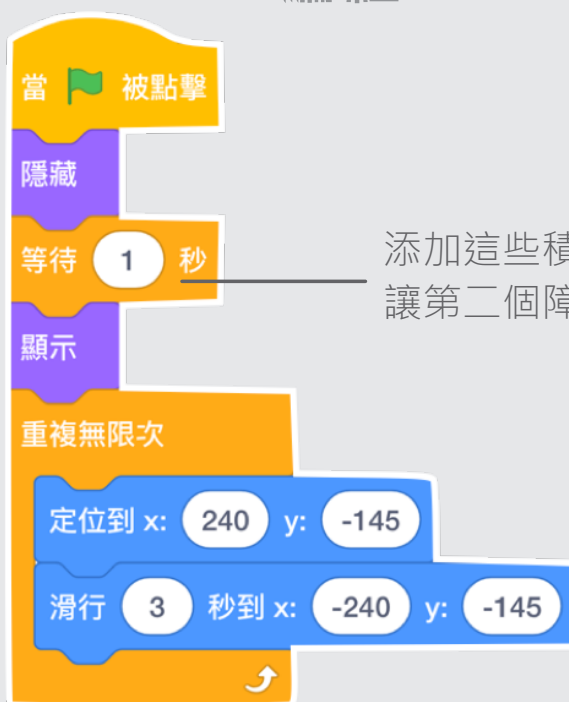 當 被點擊
隱藏
等待 1 秒
添加這些積
讓第二個障
顯示
重複無限次
定位到 x: 240 y: -145
滑行 3 秒到 x: -240 y: -145